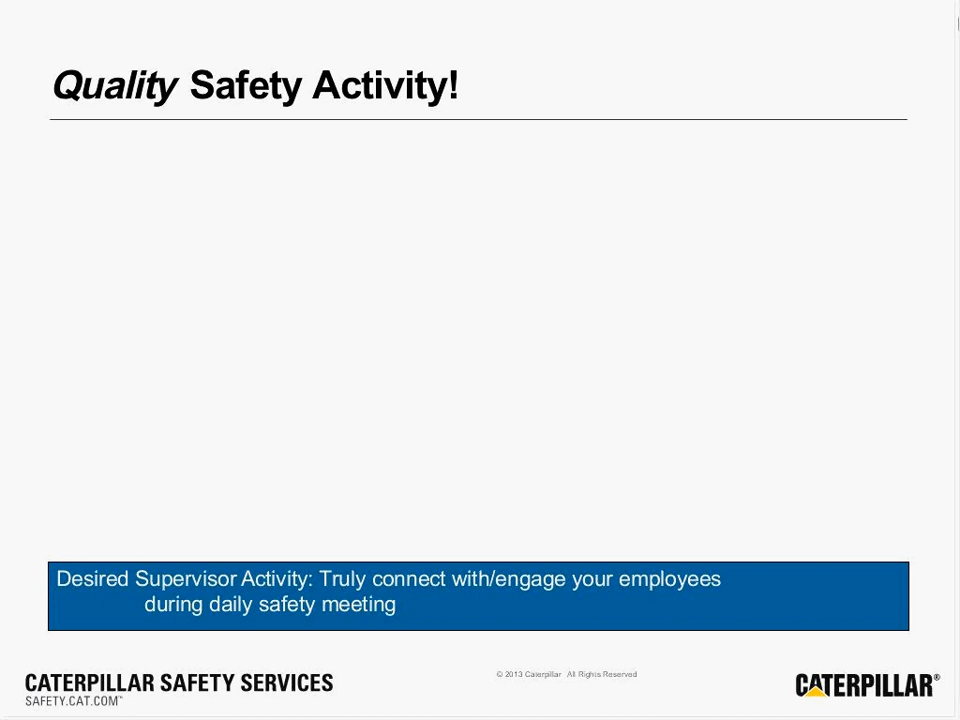 Quality Safety Activity!
Desired Supervisor Activity: Truly connect with/engage your employees
during daily safety meeting
© 2013 Caterpillar All Rights Reserved
CATERPILLAR SAFETY SERVICES
SAFETY.CAT.COM™
CATERPILLAR®